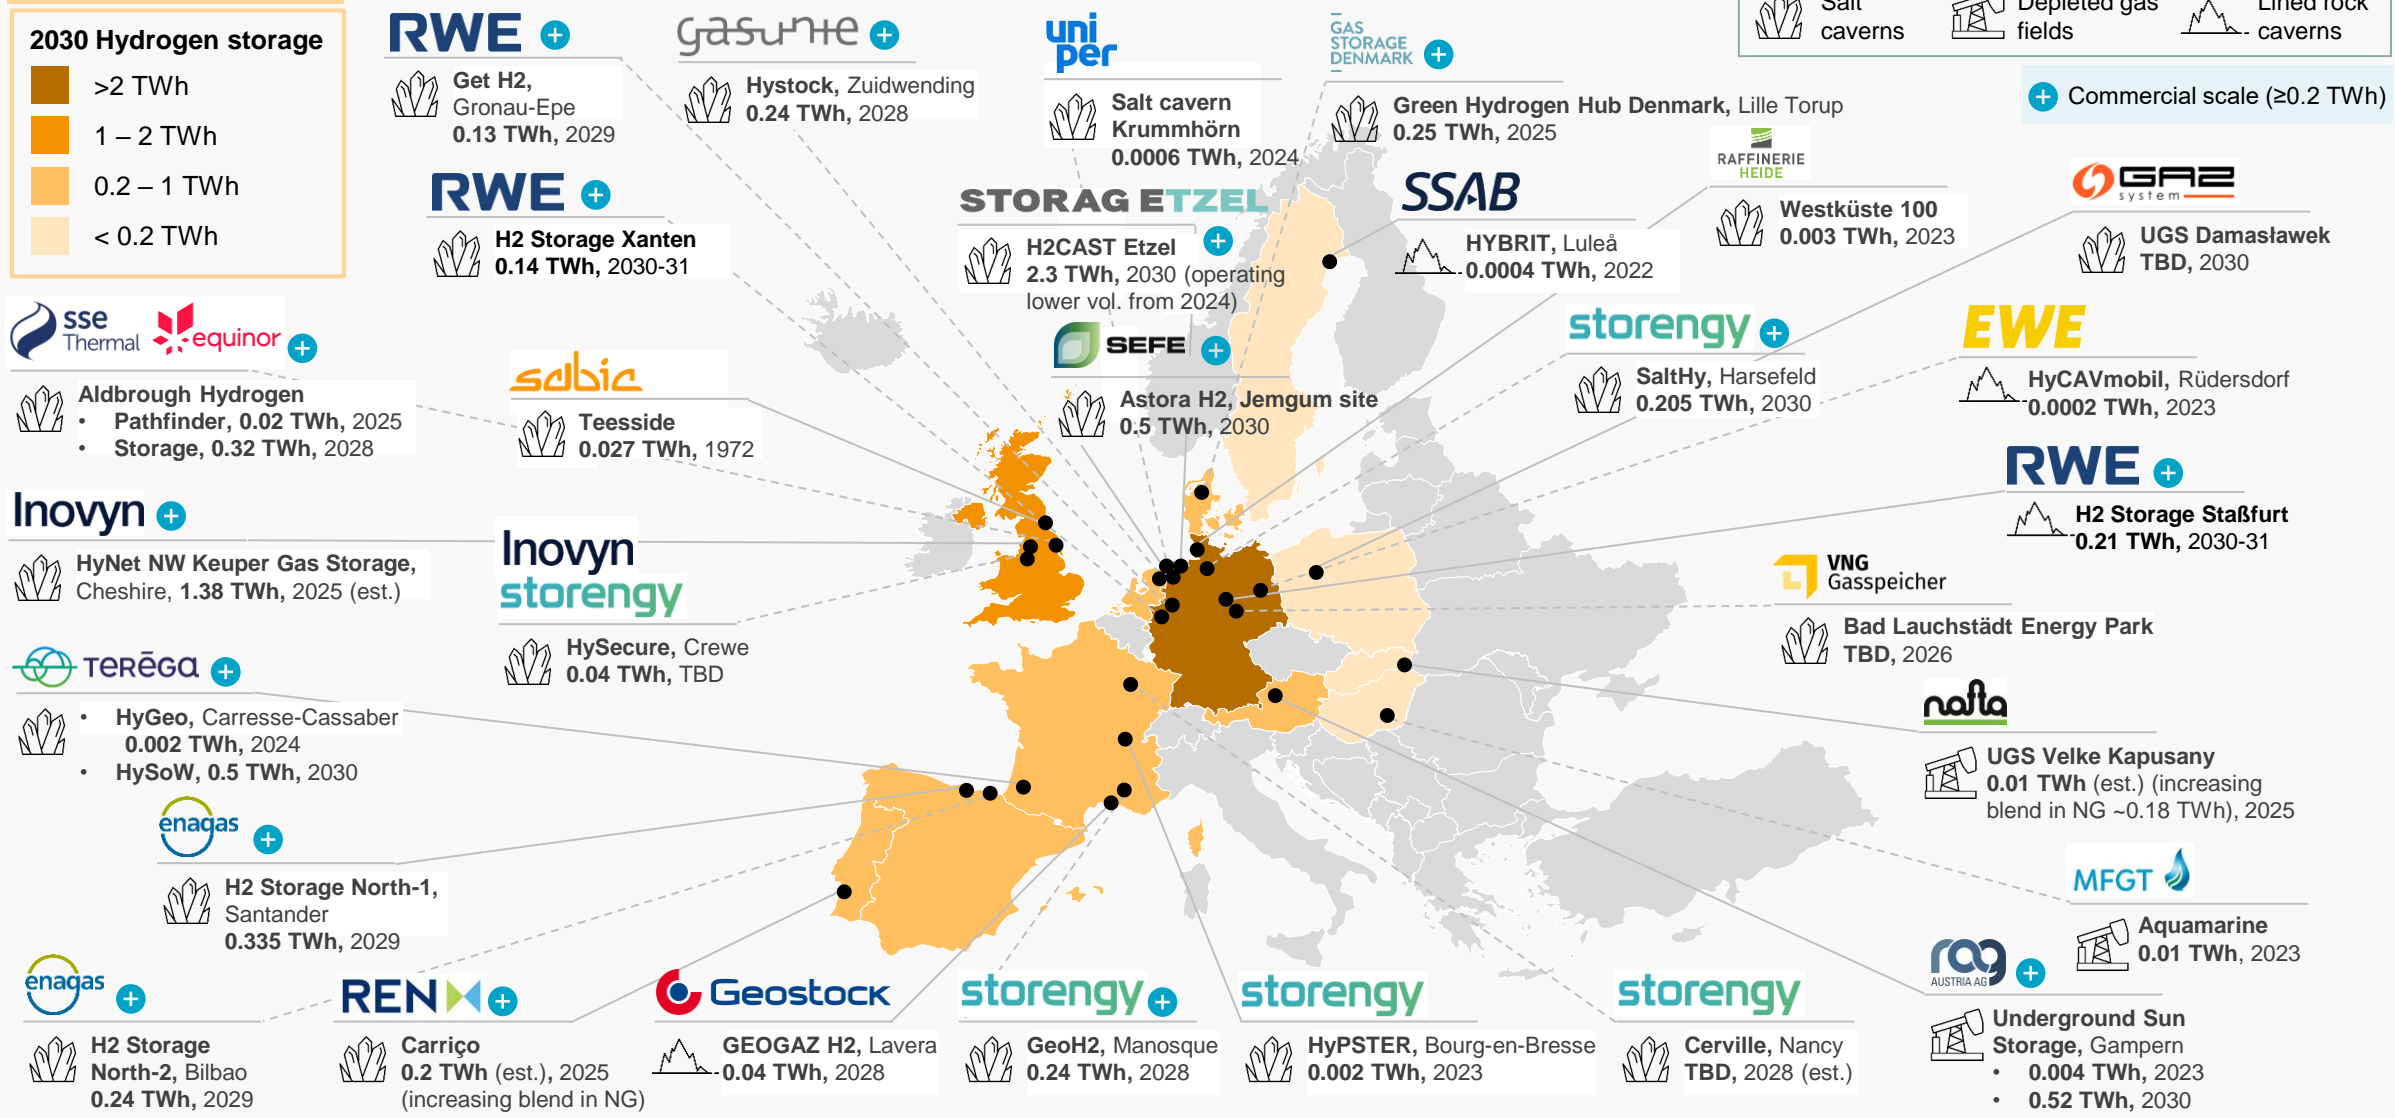 2030 Hydrogen storage
>2 TWh
1 – 2 TWh
0.2 – 1 TWh
< 0.2 TWh
RWE +
Get H2,
Gronau-Epe
0.13 TWh, 2029
gasunie +
Hystock, Zuidwending
0.24 TWh, 2028
uni
per
Salt cavern
Krummhörn
0.0006 TWh, 2024
GAS
STORAGE
DENMARK +
Green Hydrogen Hub Denmark, Lille Torup
0.25 TWh, 2025
Salt
caverns
Depleted gas
fields
Lined rock
caverns
+ Commercial scale (≥0.2 TWh)
RWE +
H2 Storage Xanten
0.14 TWh, 2030-31
STORAG ETZEL
+
H2CAST Etzel
2.3 TWh, 2030 (operating
lower vol. from 2024)
SSAB
HYBRIT, Luleå
0.0004 TWh, 2022
RAFFINERIE
HEIDE
Westküste 100
0.003 TWh, 2023
GAZ
system
UGS Damasławek
TBD, 2030
sse
Thermal
equinor +
Aldbrough Hydrogen
• Pathfinder, 0.02 TWh, 2025
• Storage, 0.32 TWh, 2028
sabic
Teesside
0.027 TWh, 1972
SEFE +
Astora H2, Jemgum site
0.5 TWh, 2030
storengy +
SaltHy, Harsefeld
0.205 TWh, 2030
EWE
HyCAVmobil, Rüdersdorf
0.0002 TWh, 2023
RWE +
H2 Storage Staßfurt
0.21 TWh, 2030-31
Inovyn +
HyNet NW Keuper Gas Storage,
Cheshire, 1.38 TWh, 2025 (est.)
Inovyn
storengy
HySecure, Crewe
0.04 TWh, TBD
VNG
Gasspeicher
Bad Lauchstädt Energy Park
TBD, 2026
TERĒGA +
• HyGeo, Carresse-Cassaber
0.002 TWh, 2024
• HySoW, 0.5 TWh, 2030
nafta
UGS Velke Kapusany
0.01 TWh (est.) (increasing
blend in NG ~0.18 TWh), 2025
enagas +
H2 Storage North-1,
Santander
0.335 TWh, 2029
MFGT
Aquamarine
0.01 TWh, 2023
enagas +
H2 Storage
North-2, Bilbao
0.24 TWh, 2029
REN +
Carriço
0.2 TWh (est.), 2025
(increasing blend in NG)
Geostock
GEOGAZ H2, Lavera
0.04 TWh, 2028
storengy +
GeoH2, Manosque
0.24 TWh, 2028
storengy
HyPSTER, Bourg-en-Bresse
0.002 TWh, 2023
storengy
Cerville, Nancy
TBD, 2028 (est.)
rag
AUSTRIA AG +
Underground Sun
Storage, Gampern
• 0.004 TWh, 2023
• 0.52 TWh, 2030